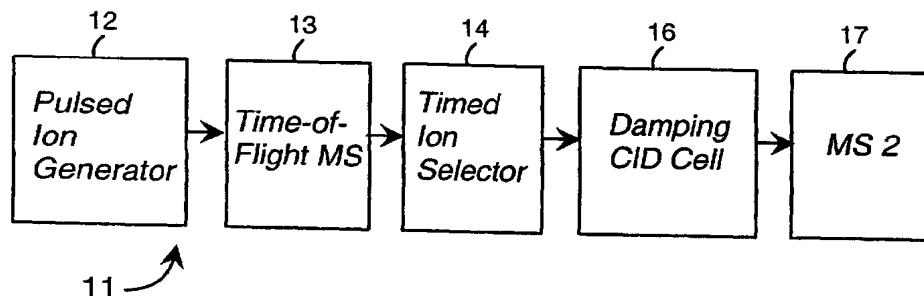 12
13
14
16
17
Pulsed
Ion
Generator
Time-of-
Flight MS
Timed
Ion
Selector
Damping
CID Cell
MS 2
11